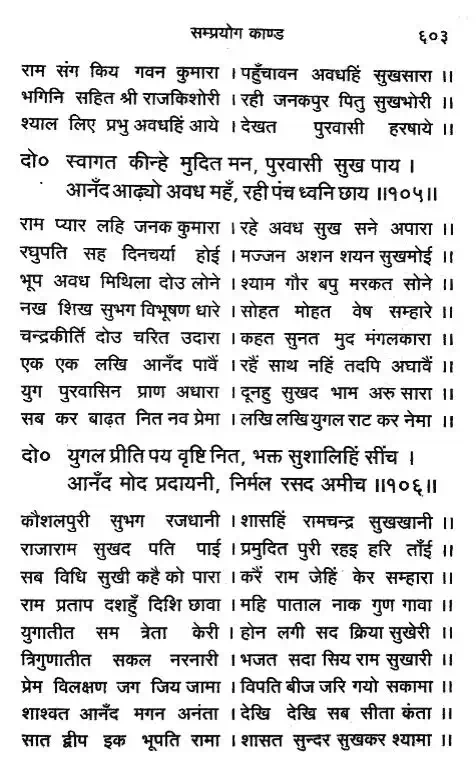 सम्प्रयोग काण्ड ६०३
राम संग किय गवन कुमारा । पहुँचावन अवधहिं सुखसारा ॥
भगिनि सहित श्री राजकिशोरी । रही जनकपुर पितु सुखभोरी ॥
श्याल लिए प्रभु अवधहिं आये । देखत पुरवासी हरषाये ॥
दो० स्वागत कीन्हे मुदित मन, पुरवासी सुख पाय ।
आनँद आढ्यो अवध महँ, रही पंच ध्वनि छाय ॥१०५॥
राम प्यार लहि जनक कुमारा । रहे अवध सुख सने अपारा ॥
रघुपति सह दिनचर्या होई । मज्जन अशन शयन सुखमोई ॥
भूप अवध मिथिला दोउ लोने । श्याम गौर बपु मरकत सोने ॥
नख शिख सुभग विभूषण धारे । सोहत मोहत वेष सम्हारे ॥
चन्द्रकीर्ति दोउ चरित उदारा । कहत सुनत मुद मंगलकारा ॥
एक एक लखि आनँद पावैं । रहैं साथ नहिं तदपि अघावैं ॥
युग पुरवासिन प्राण अधारा । दूनहु सुखद भाम अरु सारा ॥
सब कर बाढ़त नित नव प्रेमा । लखि लखि युगल राट कर नेमा ॥
दो० युगल प्रीति पय वृष्टि नित, भक्त सुशालिहिं सींच ।
आनँद मोद प्रदायनी, निर्मल रसद अमीच ॥१०६॥
कौशलपुरी सुभग रजधानी । शासहिं रामचन्द्र सुखखानी ॥
राजाराम सुखद पति पाई । प्रमुदित पुरी रहइ हरि ताँई ॥
सब विधि सुखी कहै को पारा । करैं राम जेहिं केर सम्हारा ॥
राम प्रताप दशहुँ दिशि छावा । महि पाताल नाक गुण गावा ॥
युगातीत सम त्रेता केरी । होन लगी सद क्रिया सुखेरी ॥
त्रिगुणातीत सकल नरनारी । भजत सदा सिय राम सुखारी ॥
प्रेम विलक्षण जग जिय जामा । विपति बीज जरि गयो सकामा ॥
शाश्वत आनँद मगन अनंता । देखि देखि सब सीता कंता ॥
सात द्वीप इक भूपति रामा । शासत सुन्दर सुखकर श्यामा ॥